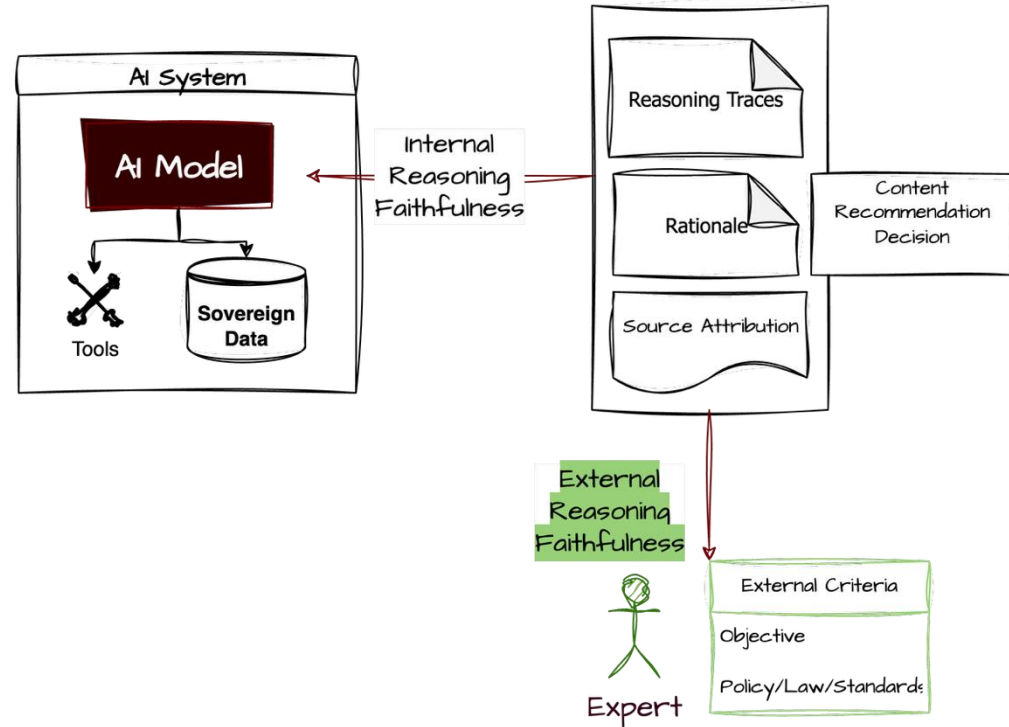 AI System
AI Model
Tools
Sovereign
Data
Internal
Reasoning
Faithfulness
Reasoning Traces
Rationale
Source Attribution
Content
Recommendation
Decision
External
Reasoning
Faithfulness
Expert
External Criteria
Objective
Policy/Law/Standards